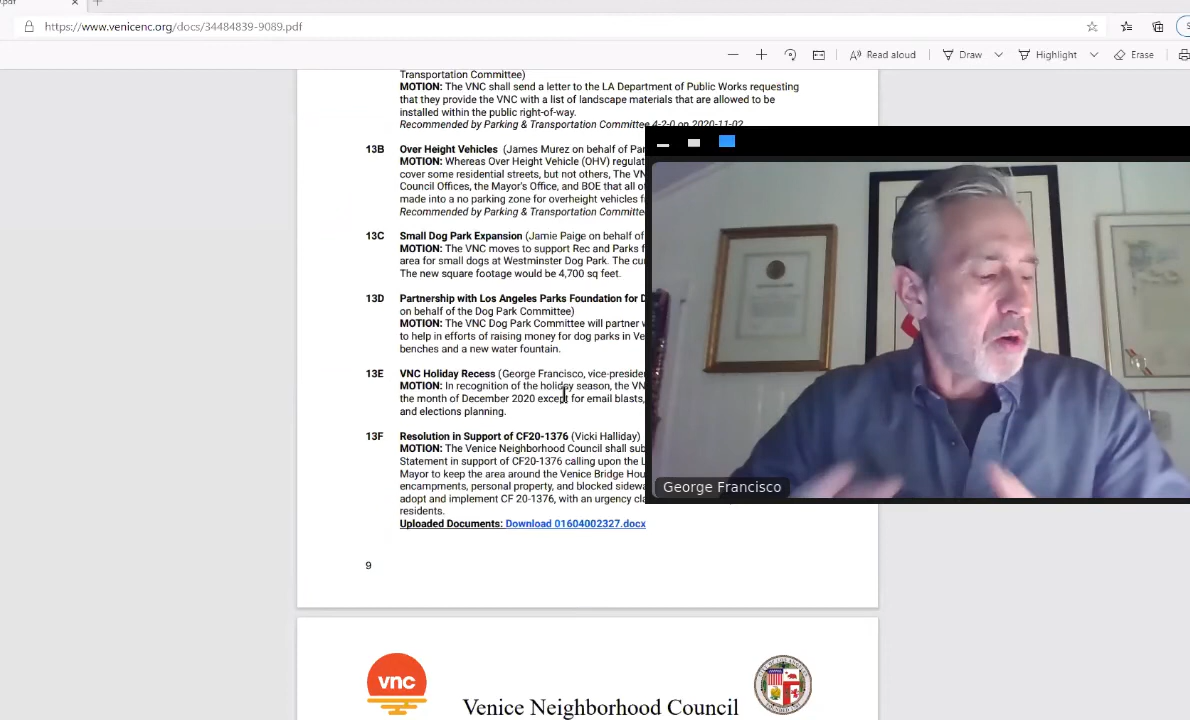 https://www.venicenc.org/docs/34484839-9089.pdf
Read aloud
Draw
Highlight
Erase
Transportation Committee)
MOTION: The VNC shall send a letter to the LA Department of Public Works requesting
that they provide the VNC with a list of landscape materials that are allowed to be
installed within the public right-of-way.
Recommended by Parking & Transportation Committee 4-2-0 on 2020-11-02
13B Over Height Vehicles (James Murez on behalf of
MOTION: Whereas Over Height Vehicle (OHV)
cover some residential streets, but not others, The
Council Offices, the Mayor's Office, and BOE that all
made into a no parking zone for overheight vehicles
Recommended by Parking & Transportation Committee
13C Small Dog Park Expansion (Jamie Paige on behalf of
MOTION: The VNC moves to support Rec and Parks
area for small dogs at Westminster Dog Park. The
The new square footage would be 4,700 sq feet.
13D Partnership with Los Angeles Parks Foundation for
on behalf of the Dog Park Committee)
MOTION: The VNC Dog Park Committee will partner
to help in efforts of raising money for dog parks in
benches and a new water fountain.
13E VNC Holiday Recess (George Francisco,
MOTION: In recognition of the holiday season, the
the month of December 2020 except for email blasts,
and elections planning.
13F Resolution in Support of CF20-1376 (Vicki Halliday)
MOTION: The Venice Neighborhood Council shall
Statement in support of CF20-1376 calling upon the
Mayor to keep the area around the Venice Bridge
encampments, personal property, and blocked
adopt and implement CF 20-1376, with an urgency
residents.
Uploaded Documents: Download 01604002327.docx
9
George Francisco
vnc
Venice Neighborhood Council